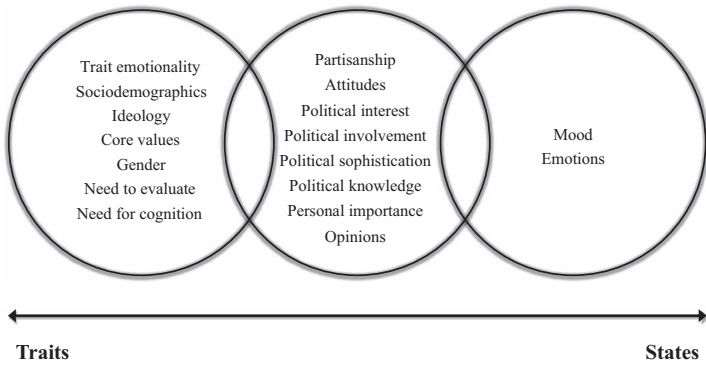 Trait emotionality
Sociodemographics
Ideology
Core values
Gender
Need to evaluate
Need for cognition
Partisanship
Attitudes
Political interest
Political involvement
Political sophistication
Political knowledge
Personal importance
Opinions
Mood
Emotions
Traits
States